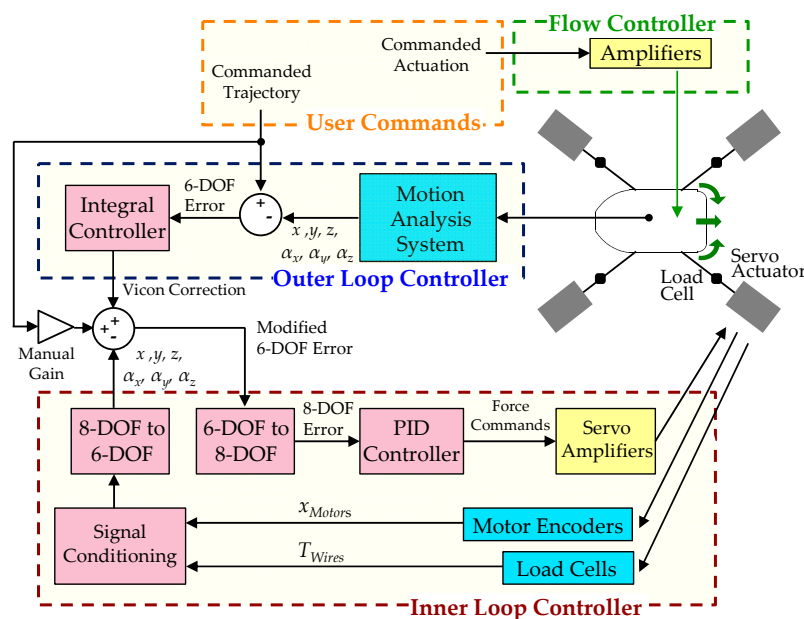 Flow Controller
Commanded
Actuation
Amplifiers
Commanded
Trajectory
User Commands
6-DOF
Error
Integral
Controller
+
-
Motion
Analysis
System
x ,y, z,
αx, αy, αz
Outer Loop Controller
Servo
Actuator
Load
Cell
Vicon Correction
+
+
-
Manual
Gain
Modified
6-DOF Error
x ,y, z,
αx, αy, αz
8-DOF to
6-DOF
6-DOF to
8-DOF
8-DOF
Error
PID
Controller
Force
Commands
Servo
Amplifiers
Signal
Conditioning
xMotors
Motor Encoders
TWires
Load Cells
Inner Loop Controller